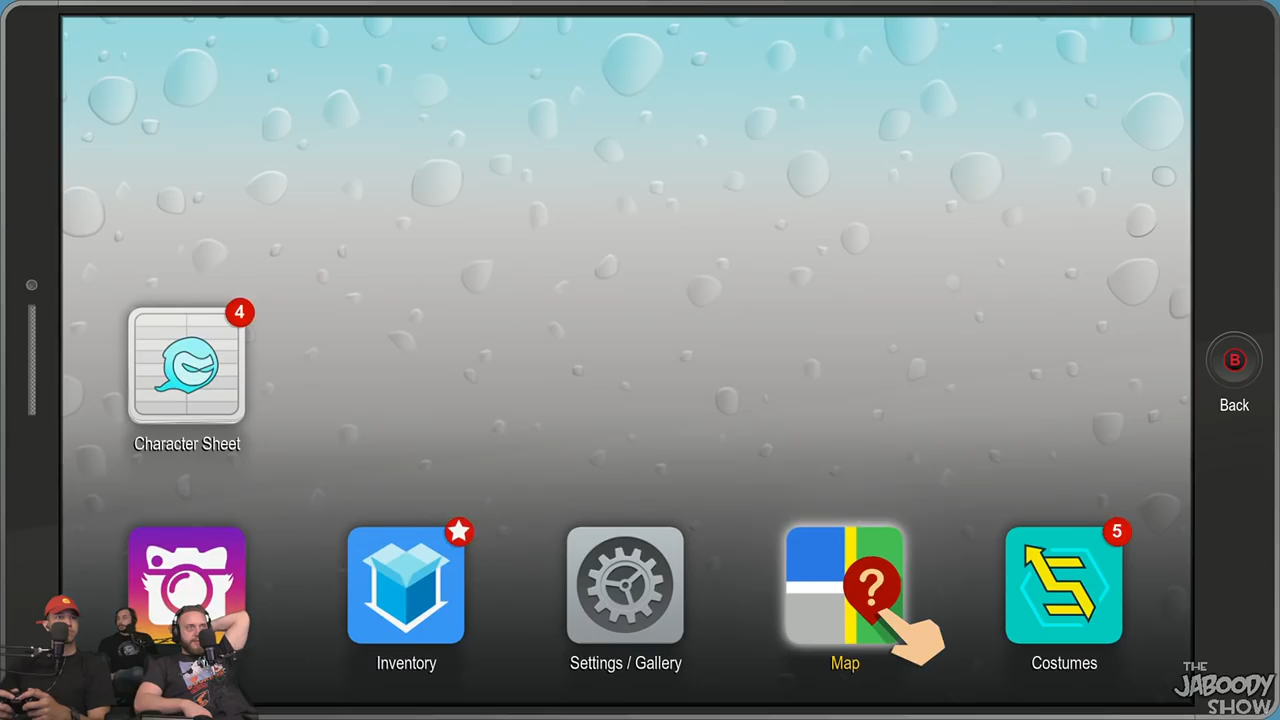 4
Character Sheet
B
Back
5
?
Inventory
Settings / Gallery
Map
Costumes
THE
JABOODY
SHOW